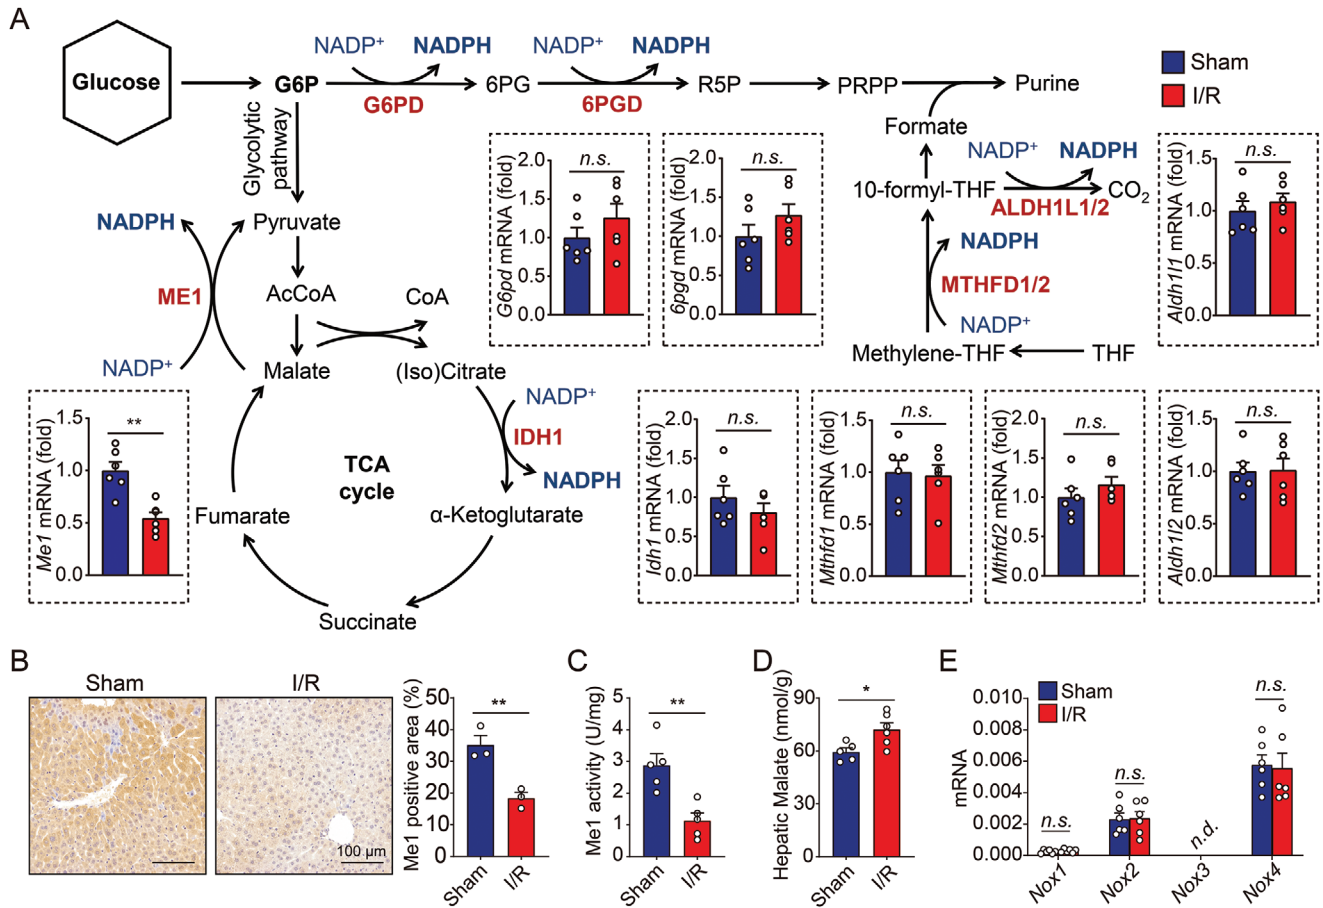 A
Glucose
G6P
NADP+
NADPH
G6PD
6PG
NADP+
NADPH
6PGD
R5P
PRPP
Purine
Sham
I/R
Glycolytic
pathway
Formate
NADP+
NADPH
10-formyl-THF
CO2
ALDH1L1/2
NADPH
MTHFD1/2
NADP+
Methylene-THF
THF
NADPH
Pyruvate
ME1
AcCoA
CoA
NADP+
Malate
(Iso)Citrate
NADP+
IDH1
NADPH
TCA
cycle
Fumarate
α-Ketoglutarate
Succinate
G6pd mRNA (fold)
2.0
1.5
1.0
0.5
0.0
n.s.
6pgd mRNA (fold)
2.0
1.5
1.0
0.5
0.0
n.s.
Aldh1l1 mRNA (fold)
1.5
1.0
0.5
0.0
n.s.
Me1 mRNA (fold)
1.5
1.0
0.5
0.0
**
Idh1 mRNA (fold)
2.0
1.5
1.0
0.5
0.0
n.s.
Mthfd1 mRNA (fold)
1.5
1.0
0.5
0.0
n.s.
Mthfd2 mRNA (fold)
2.0
1.5
1.0
0.5
0.0
n.s.
Aldh1l2 mRNA (fold)
1.5
1.0
0.5
0.0
n.s.
B
Sham
I/R
100 μm
Me1 positive area (%)
50
40
30
20
10
0
**
Sham
I/R
C
Me1 activity (U/mg)
5
4
3
2
1
0
**
Sham
I/R
D
Hepatic Malate (nmol/g)
90
60
30
0
*
Sham
I/R
E
Sham
I/R
mRNA
0.010
0.008
0.006
0.004
0.002
0.000
n.s.
n.s.
n.d.
n.s.
Nox1
Nox2
Nox3
Nox4